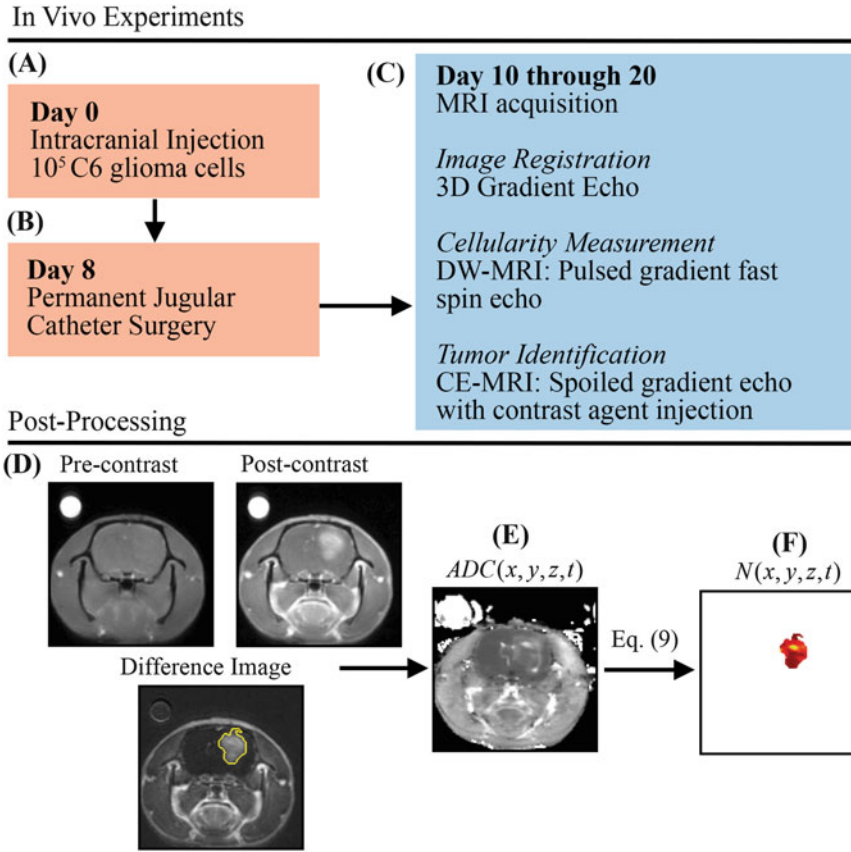 In Vivo Experiments
(A)
Day 0
Intracranial Injection
10⁵ C6 glioma cells
(B)
Day 8
Permanent Jugular
Catheter Surgery
(C)
Day 10 through 20
MRI acquisition
Image Registration
3D Gradient Echo
Cellularity Measurement
DW-MRI: Pulsed gradient fast
spin echo
Tumor Identification
CE-MRI: Spoiled gradient echo
with contrast agent injection
Post-Processing
(D)
Pre-contrast
Post-contrast
Difference Image
(E)
ADC(x,y,z,t)
Eq. (9)
(F)
N(x,y,z,t)